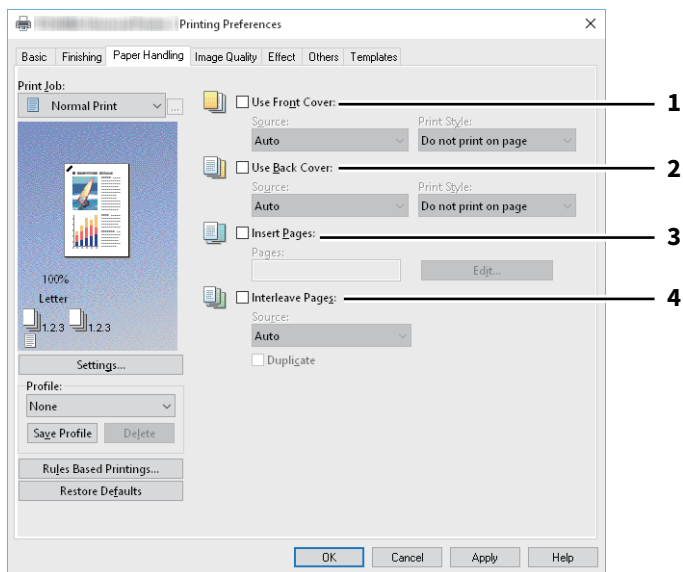 Printing Preferences
Basic Finishing Paper Handling Image Quality Effect Others Templates
Print Job:
Normal Print
...
100%
Letter
1.2.3 1.2.3
Settings...
Profile:
None
Save Profile Delete
Rules Based Printings...
Restore Defaults
Use Front Cover: 1
Source: Print Style:
Auto Do not print on page
Use Back Cover: 2
Source: Print Style:
Auto Do not print on page
Insert Pages: 3
Pages:
Edit...
Interleave Pages: 4
Source:
Auto
Duplicate
OK Cancel Apply Help